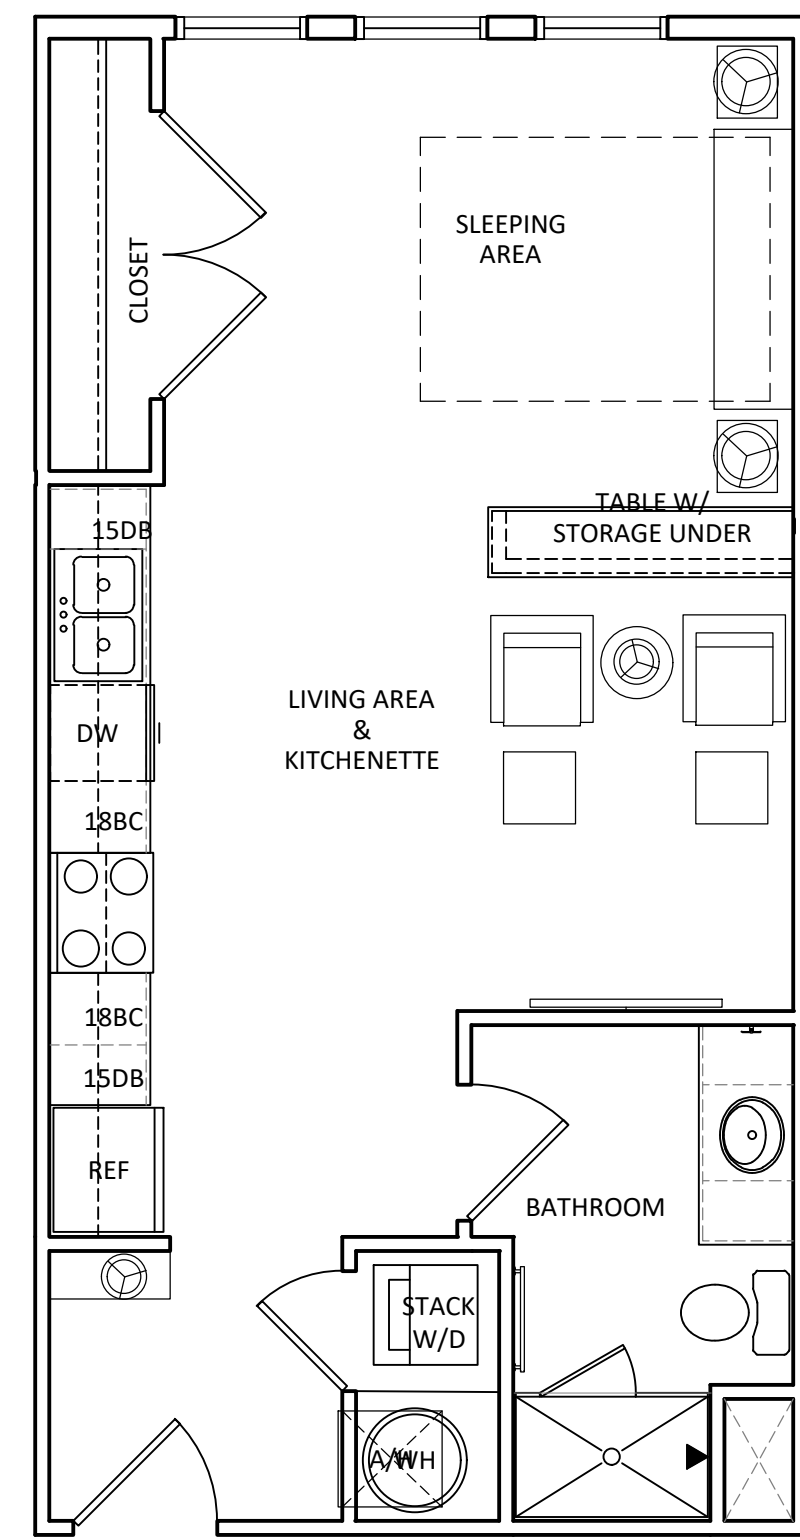 SLEEPING
AREA
CLOSET
TABLE W/
STORAGE UNDER
15DB
LIVING AREA
&
KITCHENETTE
DW
18BC
18BC
15DB
REF
BATHROOM
STACK
W/D
A/WH